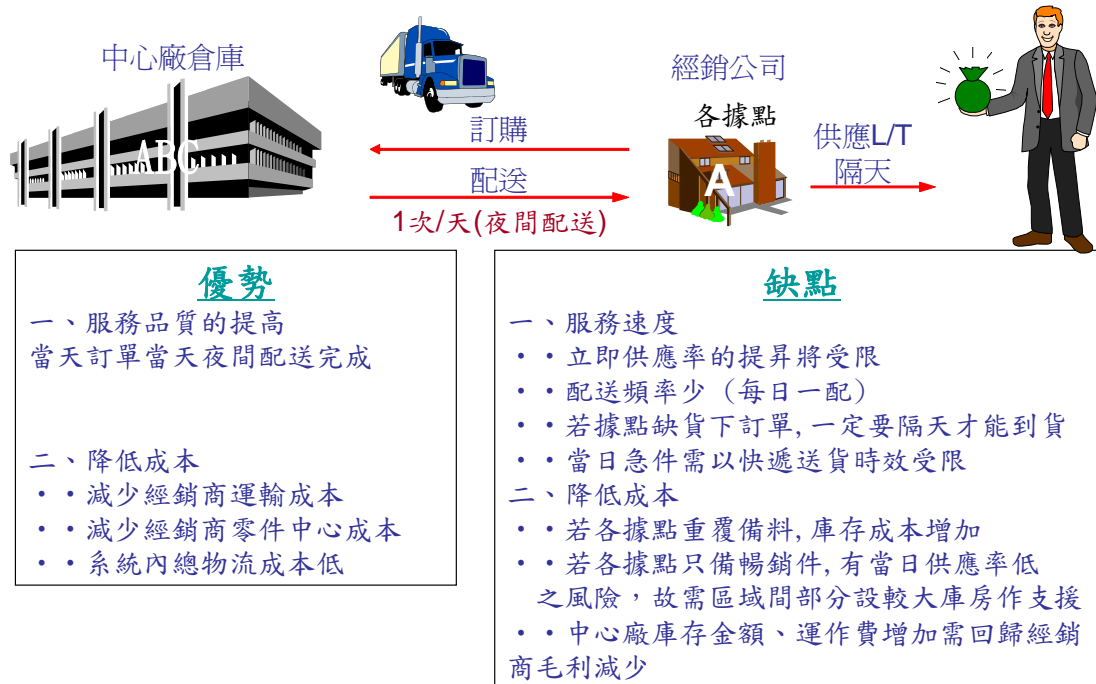 中心廠倉庫
ABC
訂購
配送
1次/天(夜間配送)
經銷公司
各據點
A
供應L/T
隔天
優勢
一、服務品質的提高
當天訂單當天夜間配送完成
二、降低成本
‧‧減少經銷商運輸成本
‧‧減少經銷商零件中心成本
‧‧系統內總物流成本低
缺點
一、服務速度
‧‧立即供應率的提昇將受限
‧‧配送頻率少（每日一配）
‧‧若據點缺貨下訂單,一定要隔天才能到貨
‧‧當日急件需以快遞送貨時效受限
二、降低成本
‧‧若各據點重覆備料,庫存成本增加
‧‧若各據點只備暢銷件,有當日供應率低
之風險，故需區域間部分設較大庫房作支援
‧‧中心廠庫存金額、運作費增加需回歸經銷
商毛利減少